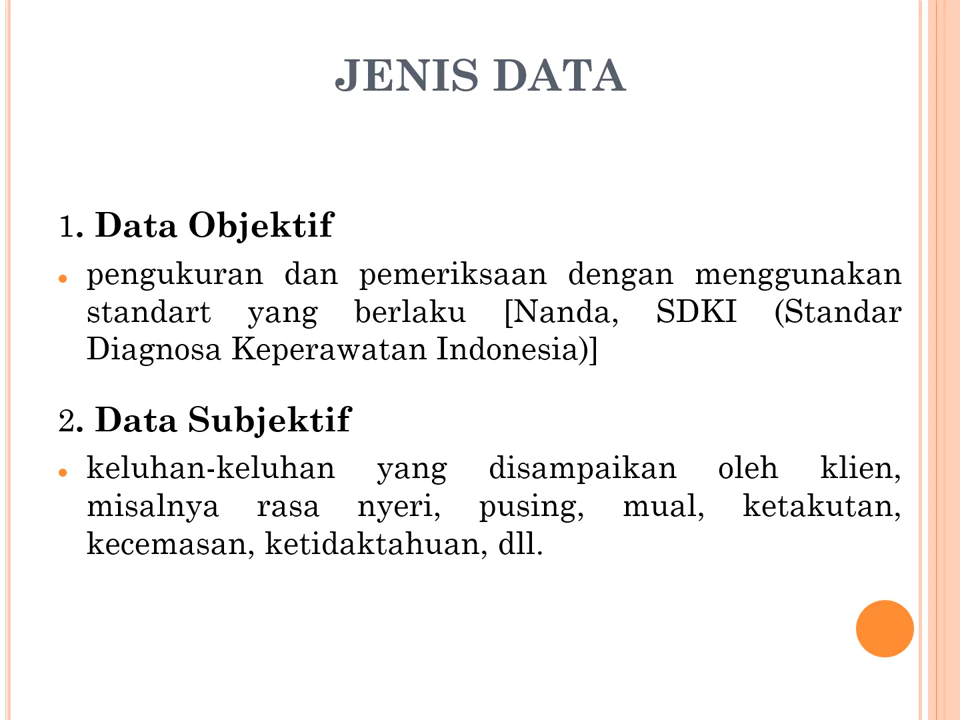 JENIS DATA
1. Data Objektif
• pengukuran dan pemeriksaan dengan menggunakan
standart yang berlaku [Nanda, SDKI (Standar
Diagnosa Keperawatan Indonesia)]
2. Data Subjektif
• keluhan-keluhan yang disampaikan oleh klien,
misalnya rasa nyeri, pusing, mual, ketakutan,
kecemasan, ketidaktahuan, dll.